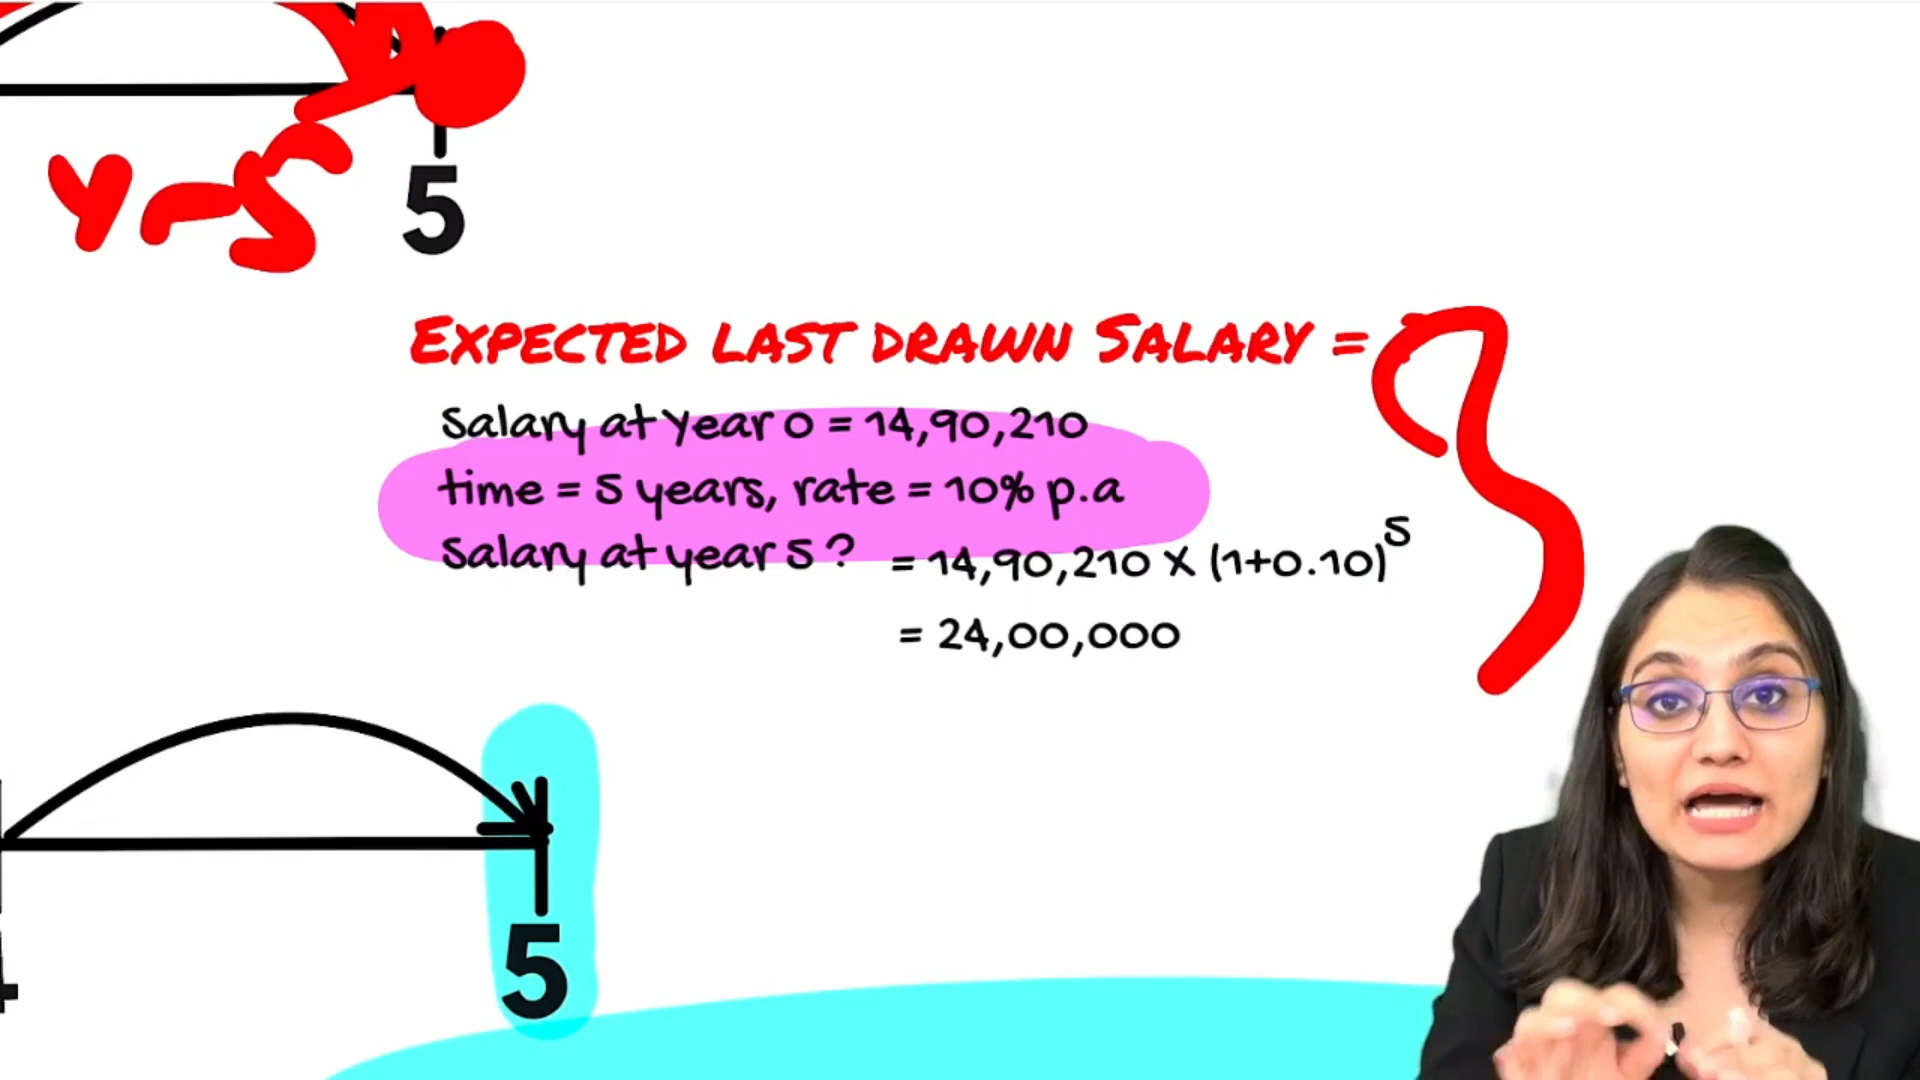 5
yr-5
EXPECTED LAST DRAWN SALARY =
Salary at Year 0 = 14,90,210
time = 5 years, rate = 10% p.a
Salary at year 5 ? = 14,90,210 X (1+0.10)^5
= 24,00,000
5